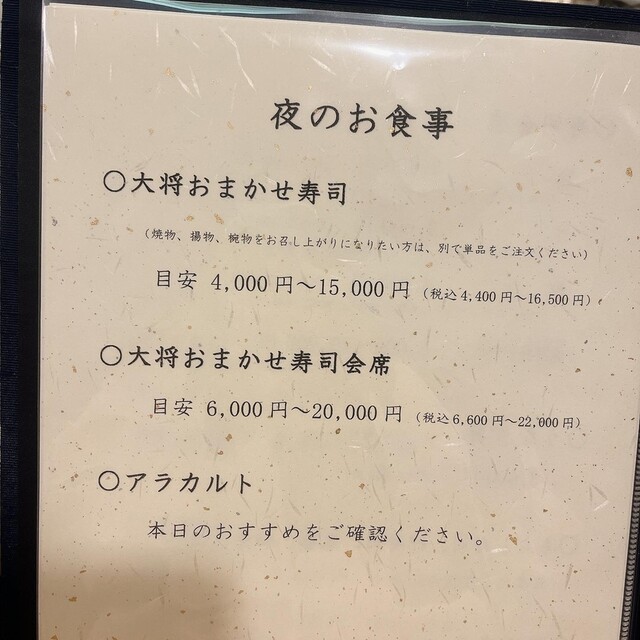 夜のお食事
〇大将おまかせ寿司
（焼物、揚物、椀物をお召し上がりになりたい方は、別で単品をご注文ください）
目安 4,000円～15,000円（税込4,400円～16,500円）
〇大将おまかせ寿司会席
目安 6,000円～20,000円（税込6,600円～22,000円）
〇アラカルト
本日のおすすめをご確認ください。